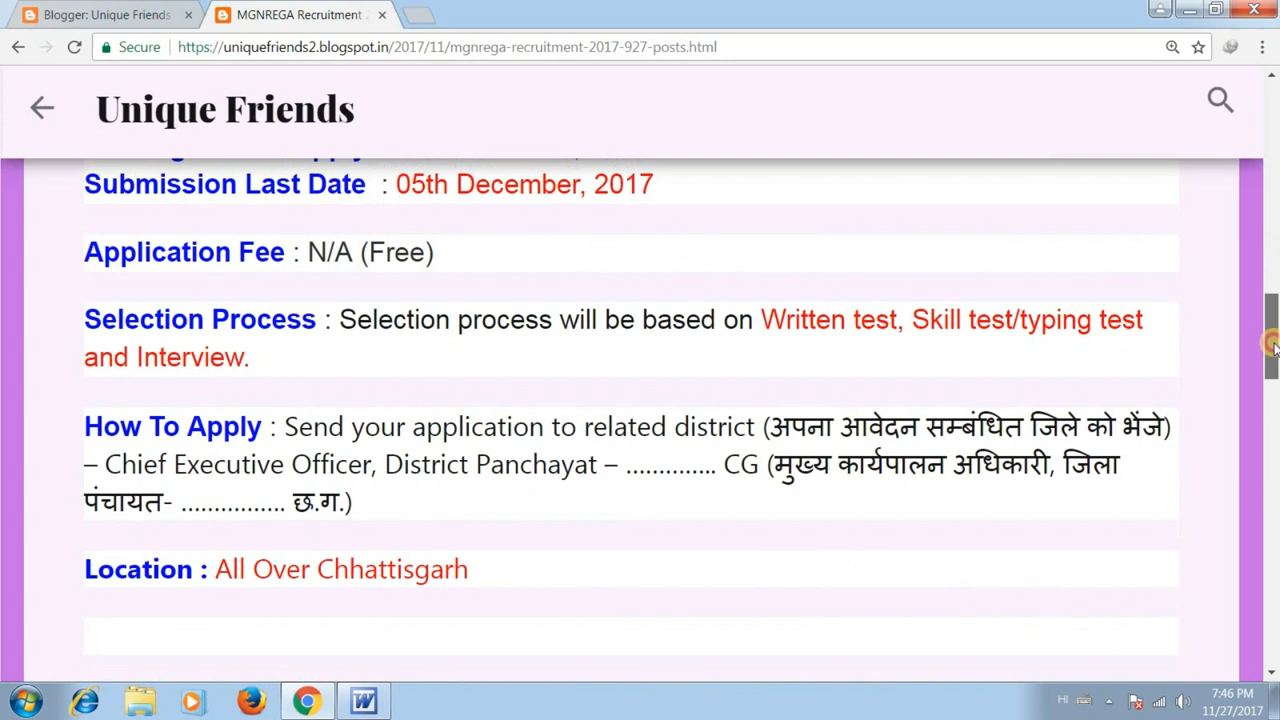 Blogger: Unique Friends
MGNREGA Recruitment 2
Secure
https://uniquefriends2.blogspot.in/2017/11/mgnrega-recruitment-2017-927-posts.html
Unique Friends
Submission Last Date : 05th December, 2017
Application Fee : N/A (Free)
Selection Process : Selection process will be based on Written test, Skill test/typing test
and Interview.
How To Apply : Send your application to related district (अपना आवेदन सम्बंधित जिले को भेंजे)
– Chief Executive Officer, District Panchayat – .............. CG (मुख्य कार्यपालन अधिकारी, जिला
पंचायत- ................ छ.ग.)
Location : All Over Chhattisgarh
HI
7:46 PM
11/27/2017